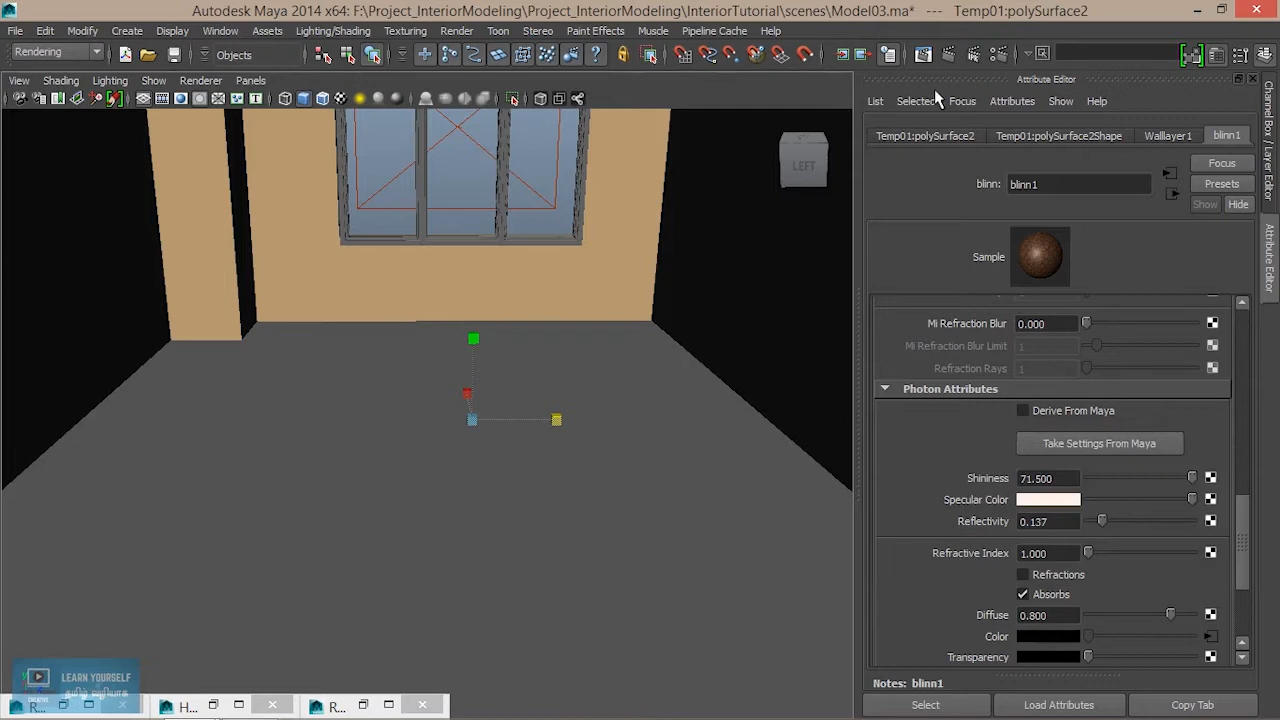 Autodesk Maya 2014 x64: F:\Project_InteriorModeling\Project_InteriorModeling\InteriorTutorial\scenes\Model03.ma* --- Temp01:polySurface2
File Edit Modify Create Display Window Assets Lighting/Shading Texturing Render Toon Stereo Paint Effects Muscle Pipeline Cache Help
Rendering Objects
View Shading Lighting Show Renderer Panels
Attribute Editor
List Selected Focus Attributes Show Help
Temp01:polySurface2 Temp01:polySurface2Shape Walllayer1 blinn1
Focus
blinn: blinn1
Presets
Show Hide
Sample
Mi Refraction Blur 0.000
Mi Refraction Blur Limit 1
Refraction Rays 1
Photon Attributes
Derive From Maya
Take Settings From Maya
Shininess 71.500
Specular Color
Reflectivity 0.137
Refractive Index 1.000
Refractions
Absorbs
Diffuse 0.800
Color
Transparency
Notes: blinn1
Select Load Attributes Copy Tab
Channel Box / Layer Editor
Attribute Editor
LEFT
LEARN YOURSELF
தமிழ் வழியாக
CREATIVE
R... H... R...